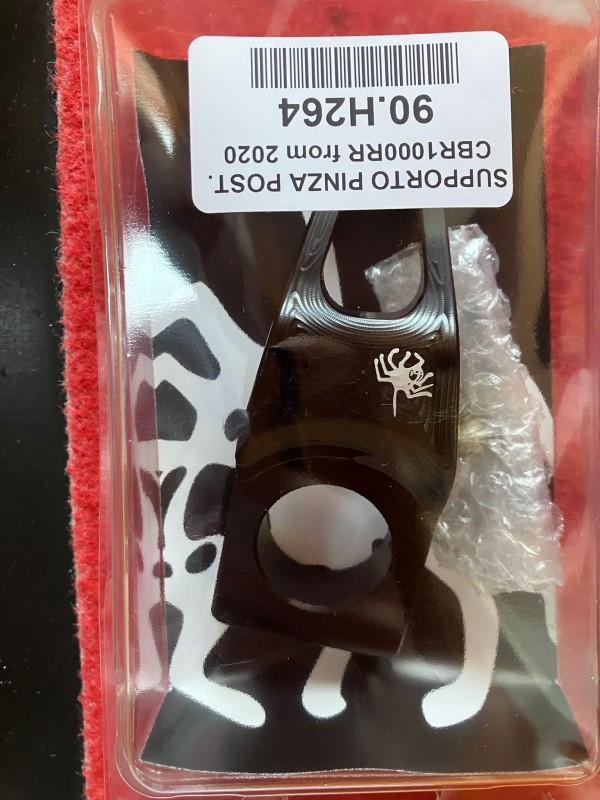 SUPPORTO PINZA POST.
CBR1000RR from 2020
90.H264